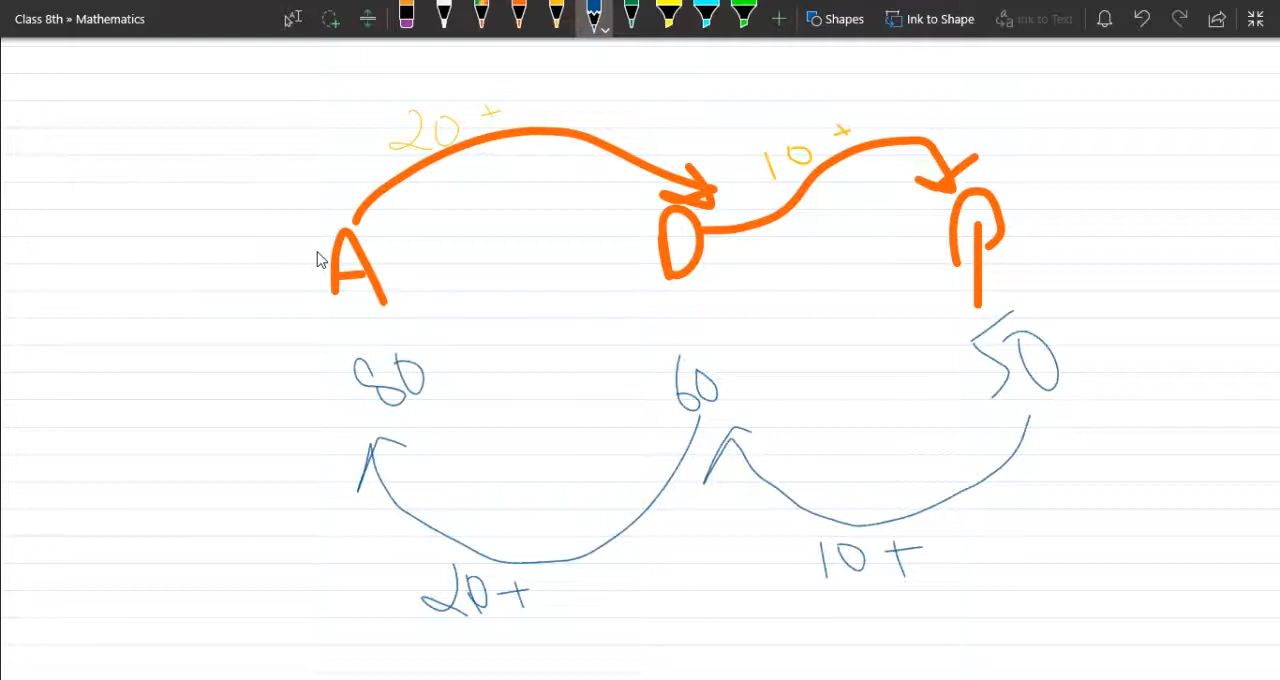 Class 8th » Mathematics
Shapes
Ink to Shape
Ink to Text
20 +
10 +
A
D
P
80
60
50
20 +
10 +